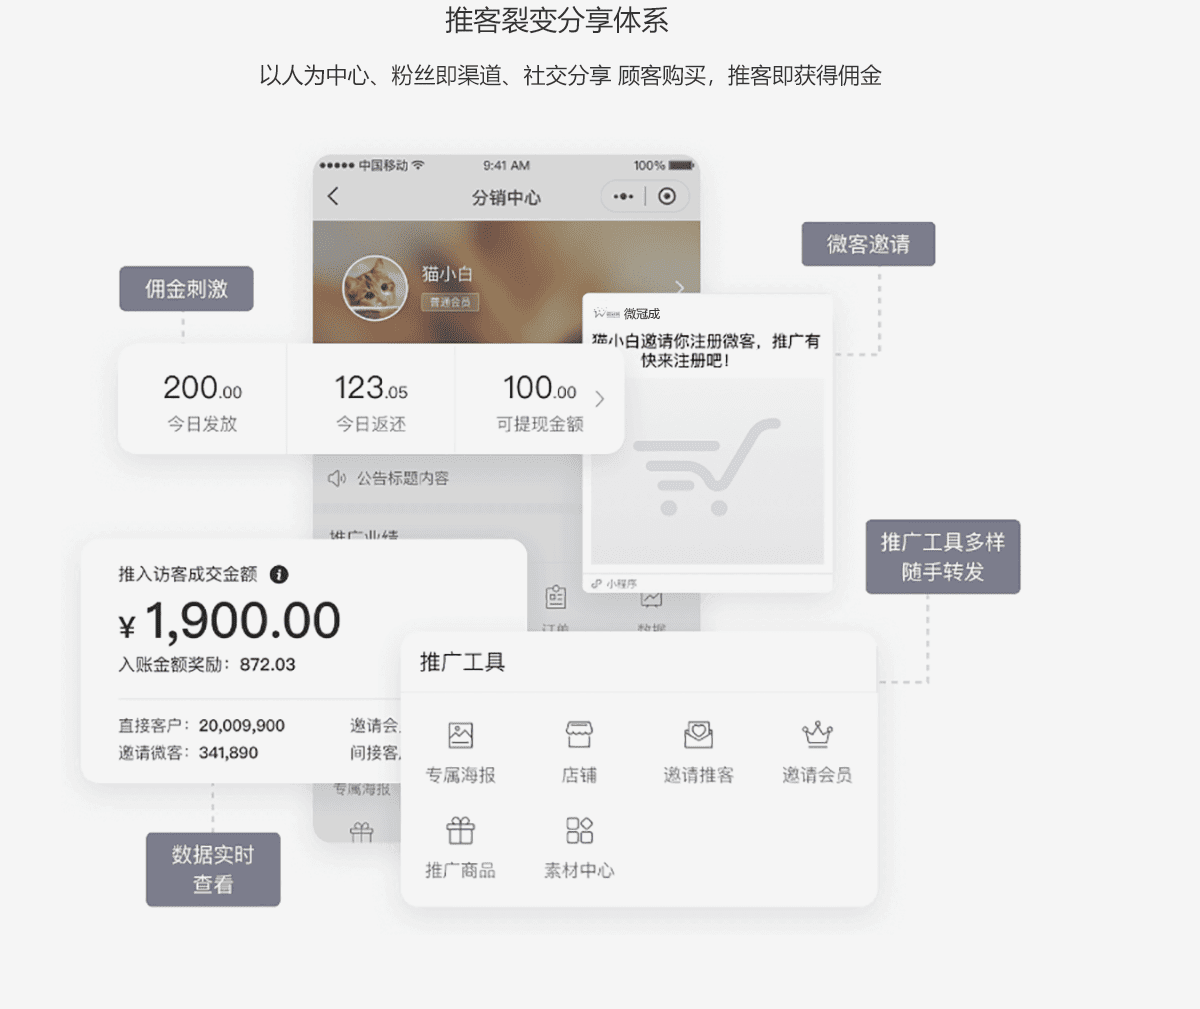 推客裂变分享体系
以人为中心、粉丝即渠道、社交分享 顾客购买，推客即获得佣金
中国移动 9:41 AM 100%
分销中心
微客邀请
佣金刺激
猫小白
普通会员
微冠成
猫小白邀请你注册微客，推广有
快来注册吧！
200.00 123.05 100.00
今日发放 今日返还 可提现金额
公告标题内容
推广业绩
推广工具多样
随手转发
推入访客成交金额
¥1,900.00
入账金额奖励：872.03
小程序
订单 数据
推广工具
直接客户：20,009,900 邀请会
邀请微客：341,890 间接客
专属海报 店铺 邀请推客 邀请会员
专属海报
推广商品 素材中心
数据实时
查看